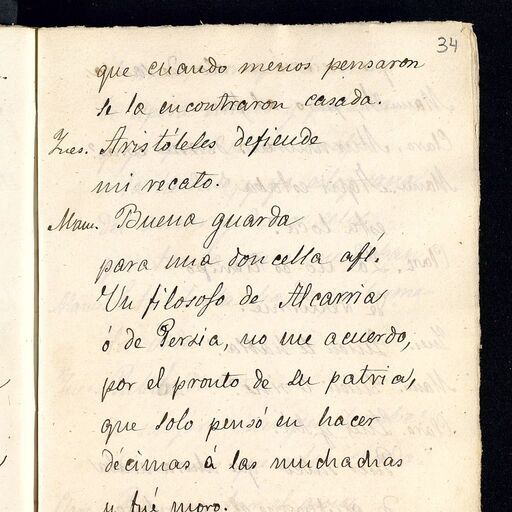 34
que cuando menos pensaron
se la encontraron casada.
Ines. Aristóteles defiende
mi recato.
Man. Buena guarda
para una doncella afl.
Un filosofo de Alcarria
ó de Persia, no me acuerdo,
por el pronto de su patria,
que solo pensó en hacer
décimas á las muchachas
y fué moro.